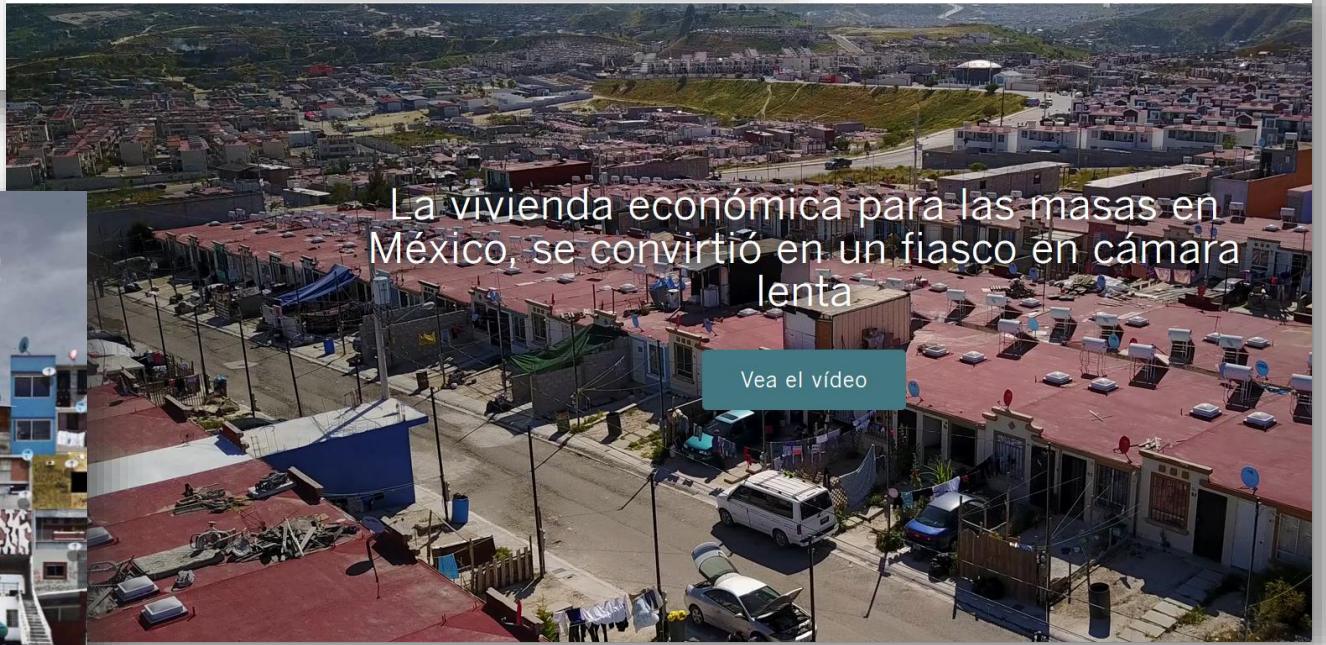 La vivienda económica para las masas en
México, se convirtió en un fiasco en cámara
lenta
Vea el vídeo